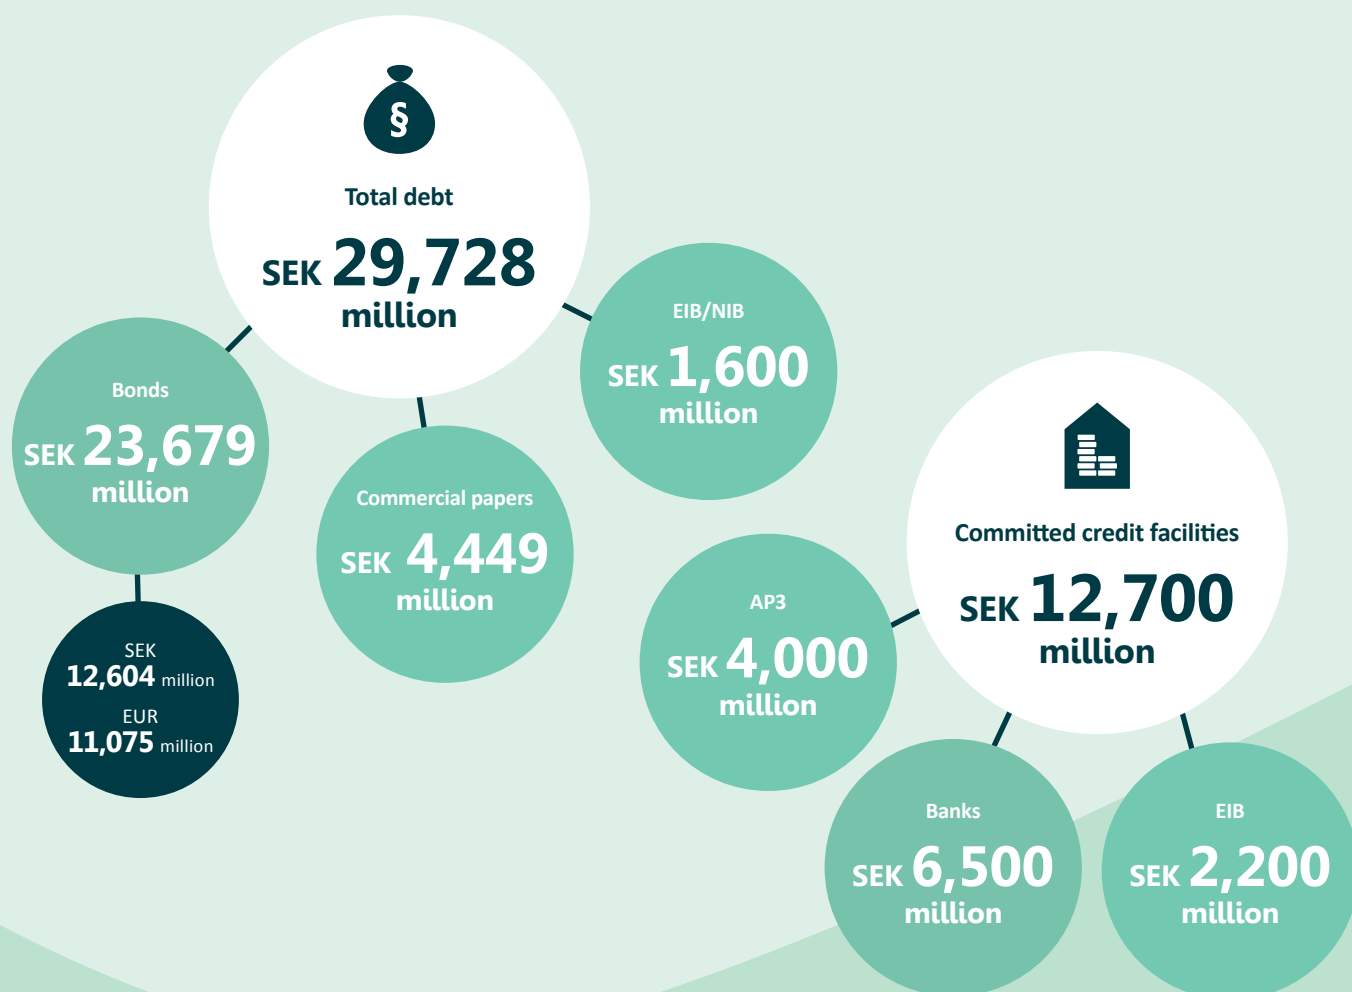 §
Total debt
SEK 29,728
million
Bonds
SEK 23,679
million
SEK
12,604 million
EUR
11,075 million
Commercial papers
SEK 4,449
million
EIB/NIB
SEK 1,600
million
Committed credit facilities
SEK 12,700
million
AP3
SEK 4,000
million
Banks
SEK 6,500
million
EIB
SEK 2,200
million